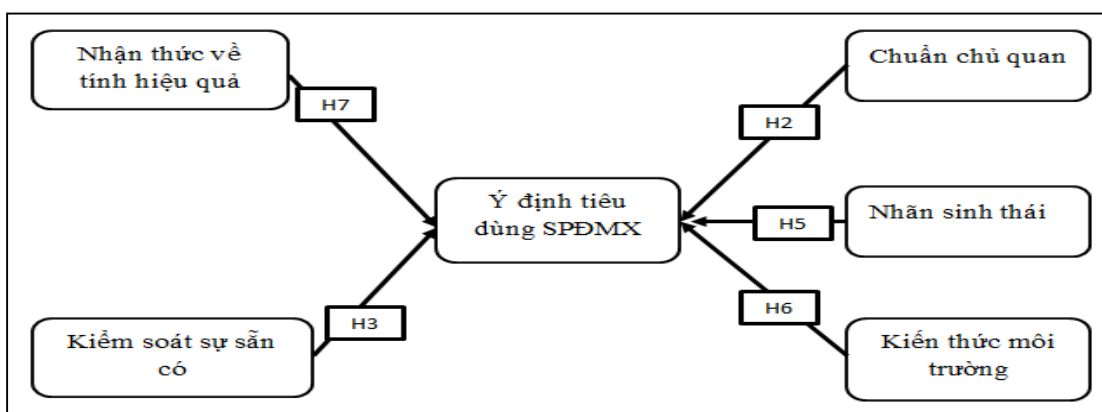 Nhận thức về
tính hiệu quả
H7
Chuẩn chủ quan
H2
Ý định tiêu
dùng SPĐMX
H5
Nhãn sinh thái
H3
Kiểm soát sự sẵn
có
H6
Kiến thức môi
trường